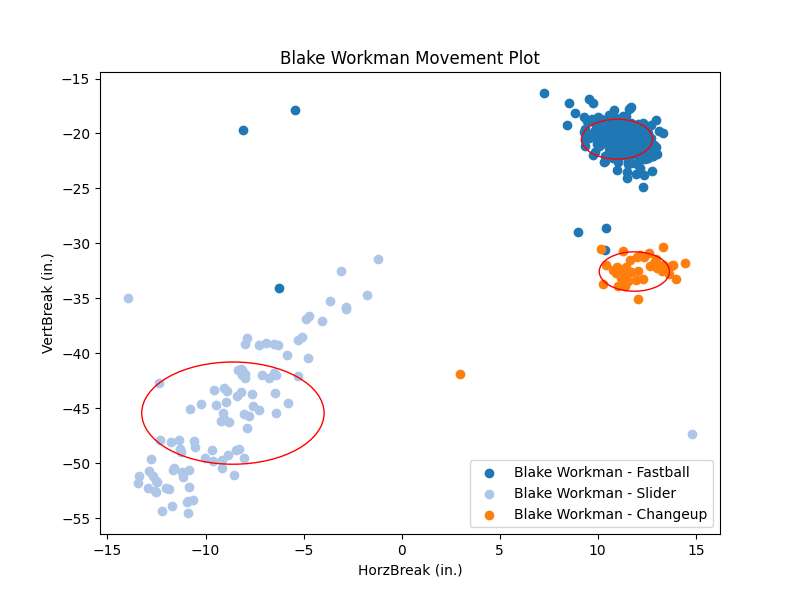 Blake Workman Movement Plot
VertBreak (in.)
−15
−20
−25
−30
−35
−40
−45
−50
−55
−15 −10 −5 0 5 10 15
HorzBreak (in.)
Blake Workman - Fastball
Blake Workman - Slider
Blake Workman - Changeup